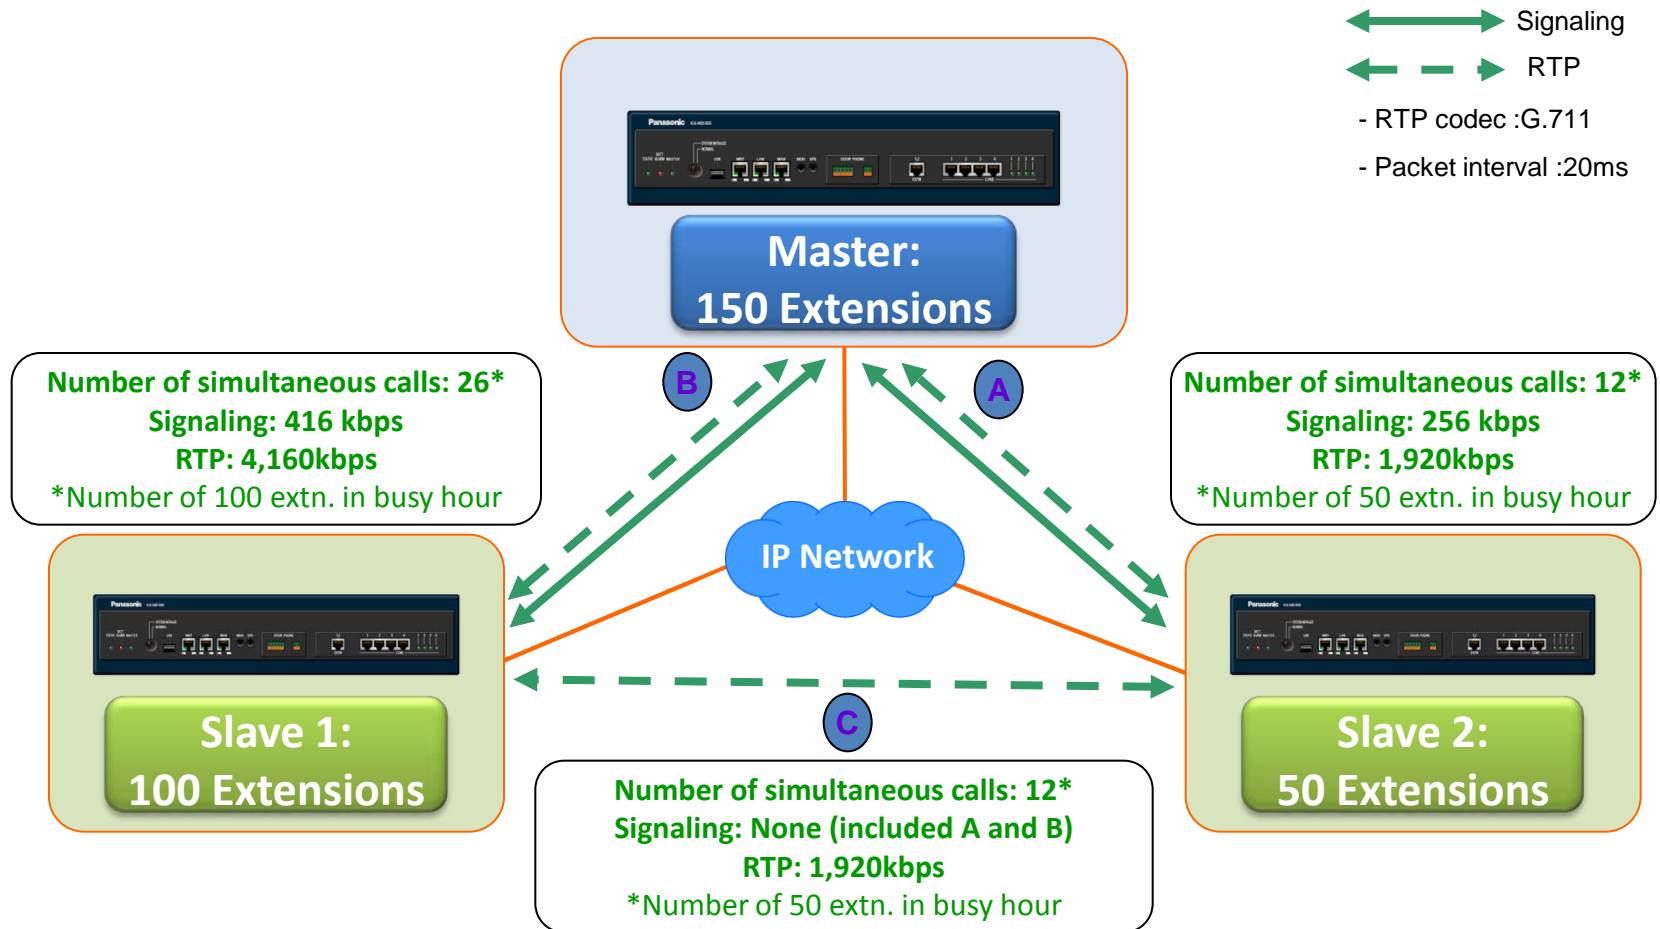 Signaling
RTP
- RTP codec :G.711
- Packet interval :20ms
Panasonic
Master:
150 Extensions
B
A
Number of simultaneous calls: 26*
Signaling: 416 kbps
RTP: 4,160kbps
*Number of 100 extn. in busy hour
Number of simultaneous calls: 12*
Signaling: 256 kbps
RTP: 1,920kbps
*Number of 50 extn. in busy hour
IP Network
Panasonic
Slave 1:
100 Extensions
Panasonic
Slave 2:
50 Extensions
C
Number of simultaneous calls: 12*
Signaling: None (included A and B)
RTP: 1,920kbps
*Number of 50 extn. in busy hour